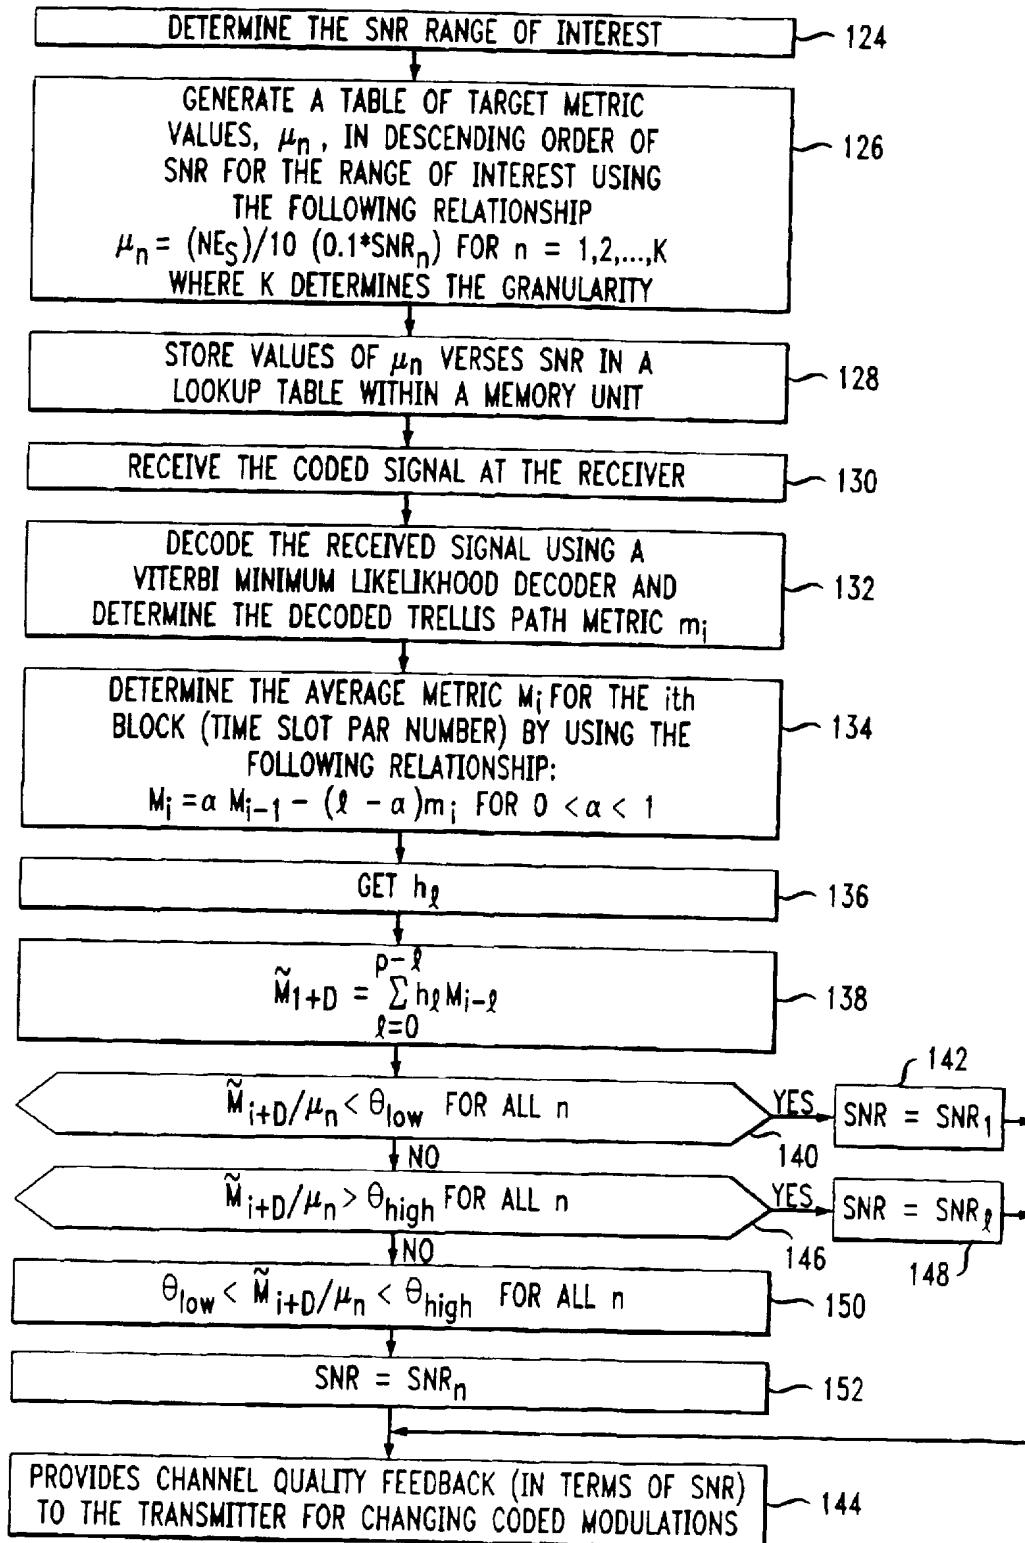 DETERMINE THE SNR RANGE OF INTEREST
124
GENERATE A TABLE OF TARGET METRIC
VALUES, μn, IN DESCENDING ORDER OF
SNR FOR THE RANGE OF INTEREST USING
THE FOLLOWING RELATIONSHIP
μn = (NES)/10 (0.1*SNRn) FOR n = 1,2,...,K
WHERE K DETERMINES THE GRANULARITY
126
STORE VALUES OF μn VERSES SNR IN A
LOOKUP TABLE WITHIN A MEMORY UNIT
128
RECEIVE THE CODED SIGNAL AT THE RECEIVER
130
DECODE THE RECEIVED SIGNAL USING A
VITERBI MINIMUM LIKELIKHOOD DECODER AND
DETERMINE THE DECODED TRELLIS PATH METRIC mi
132
DETERMINE THE AVERAGE METRIC Mi FOR THE ith
BLOCK (TIME SLOT PAR NUMBER) BY USING THE
FOLLOWING RELATIONSHIP:
Mi = α Mi-1 - (ℓ - α)mi FOR 0 < α < 1
134
GET hℓ
136
M̃1+D = p-ℓ Σ ℓ=0 hℓMi-ℓ
138
M̃i+D/μn < θlow FOR ALL n
140
YES
SNR = SNR1
142
NO
M̃i+D/μn > θhigh FOR ALL n
146
YES
SNR = SNRℓ
148
NO
θlow < M̃i+D/μn < θhigh FOR ALL n
150
SNR = SNRn
152
PROVIDES CHANNEL QUALITY FEEDBACK (IN TERMS OF SNR)
TO THE TRANSMITTER FOR CHANGING CODED MODULATIONS
144